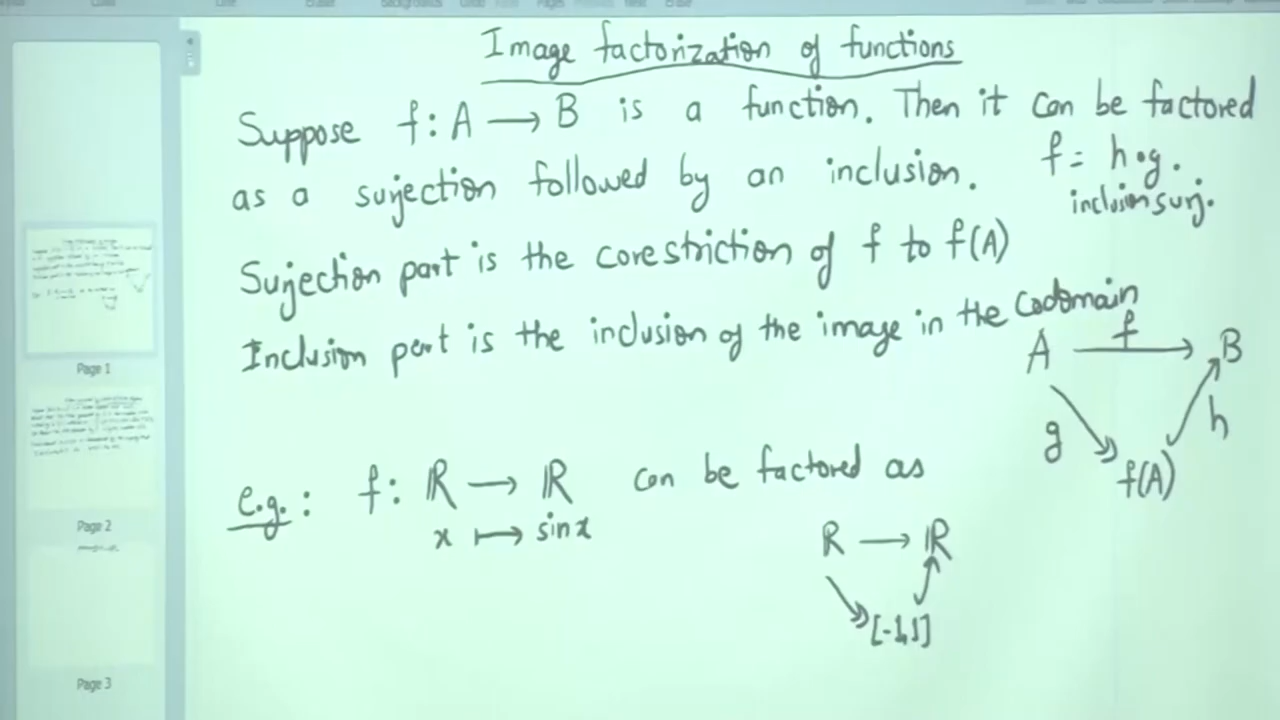 Image factorization of functions
Suppose f: A → B is a function. Then it can be factored
as a surjection followed by an inclusion. f = h∘g.
inclusion surj.
Surjection part is the corestriction of f to f(A)
Inclusion part is the inclusion of the image in the codomain
A f B
g h
f(A)
e.g.: f: ℝ → ℝ can be factored as
x ↦ sinx
ℝ → ℝ
[-1,1]
Page 1
Page 2
Page 3